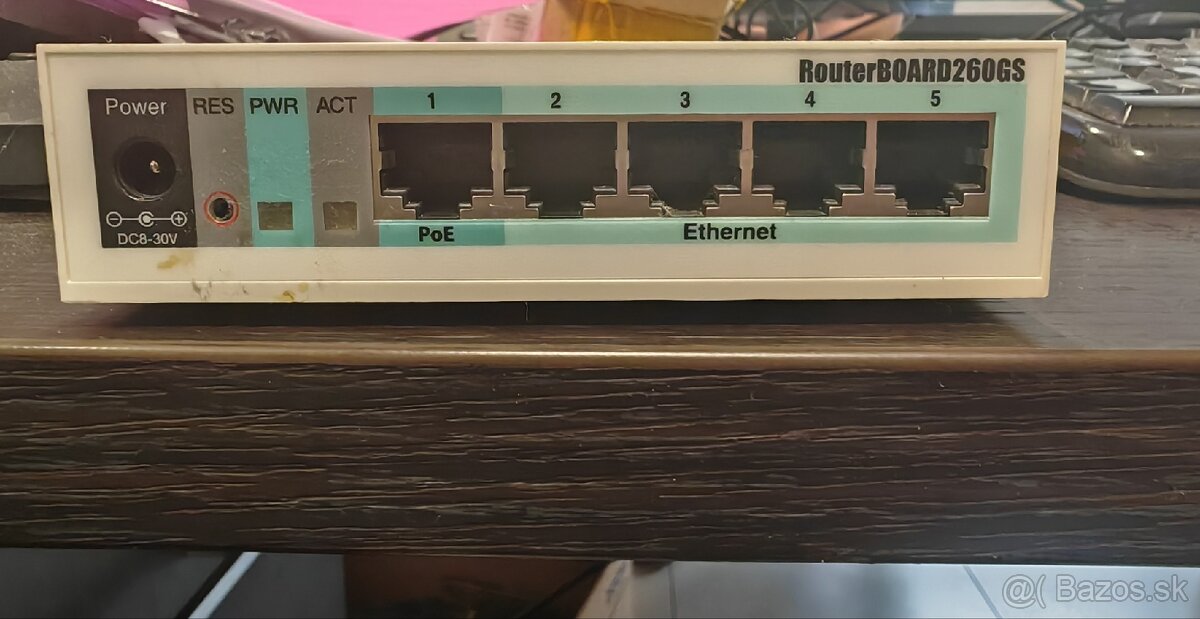 RouterBOARD260GS
Power RES PWR ACT 1 2 3 4 5
DC8-30V
PoE Ethernet
@( Bazos.sk